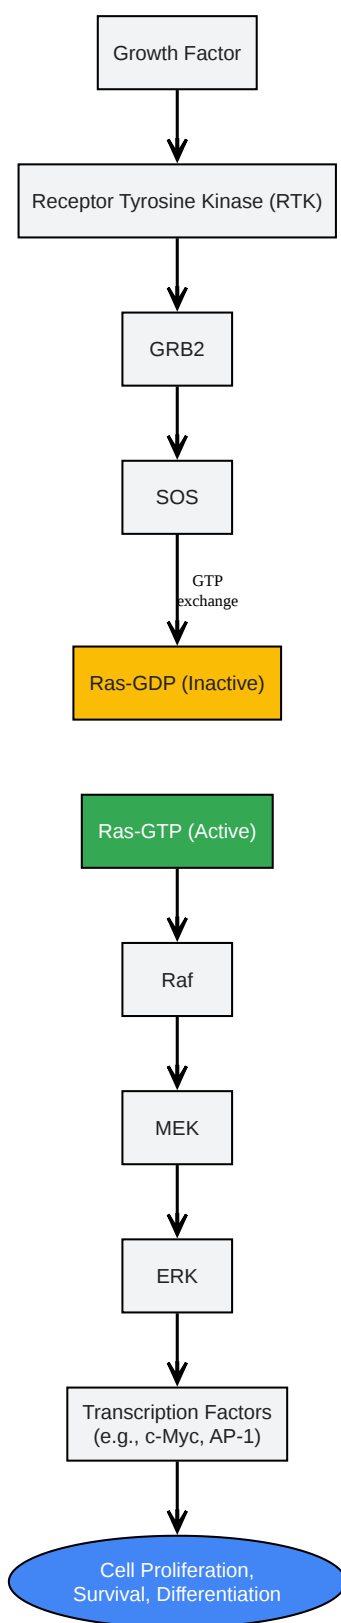 Growth Factor
Receptor Tyrosine Kinase (RTK)
GRB2
SOS
GTP
exchange
Ras-GDP (Inactive)
Ras-GTP (Active)
Raf
MEK
ERK
Transcription Factors
(e.g., c-Myc, AP-1)
Cell Proliferation,
Survival, Differentiation